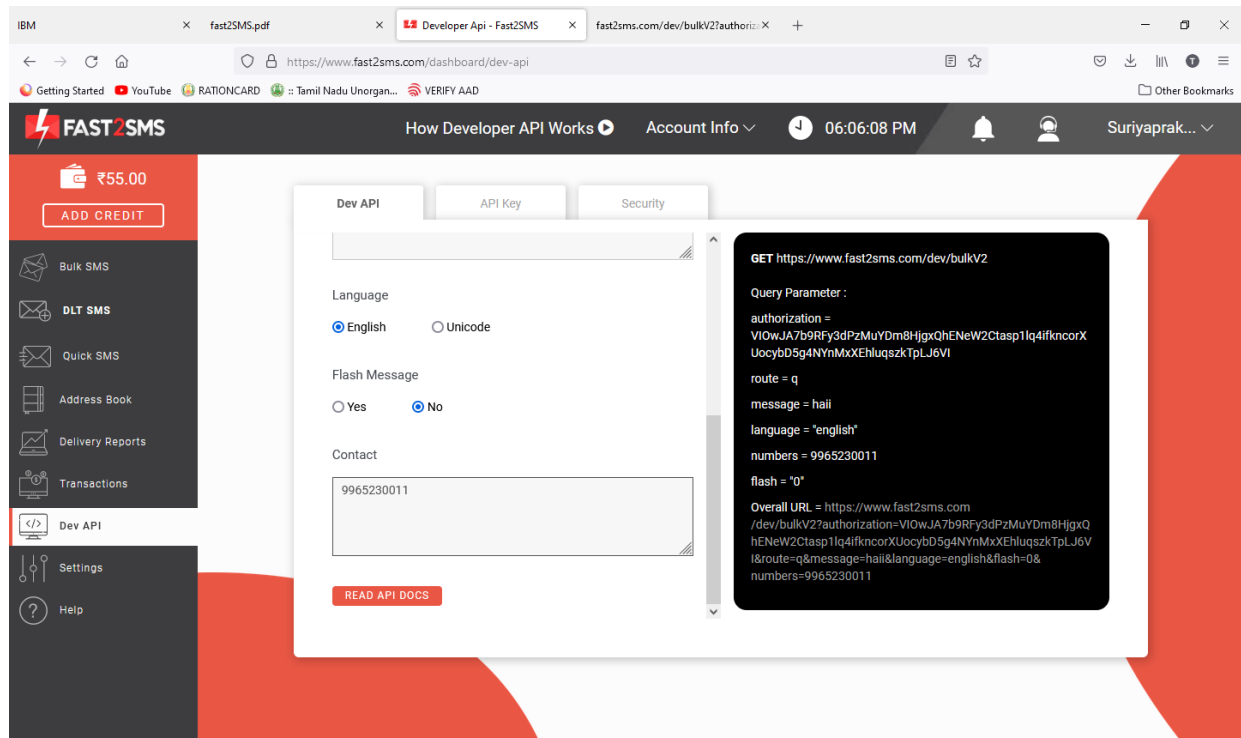 IBM
fast2SMS.pdf
Developer Api - Fast2SMS
fast2sms.com/dev/bulkV2?authoriz
https://www.fast2sms.com/dashboard/dev-api
Getting Started
YouTube
RATIONCARD
:: Tamil Nadu Unorgan...
VERIFY AAD
Other Bookmarks
FAST2SMS
How Developer API Works
Account Info
06:06:08 PM
Suriyaprak...
₹55.00
ADD CREDIT
Bulk SMS
DLT SMS
Quick SMS
Address Book
Delivery Reports
Transactions
Dev API
Settings
Help
Dev API
API Key
Security
Language
English
Unicode
Flash Message
Yes
No
Contact
9965230011
READ API DOCS
GET https://www.fast2sms.com/dev/bulkV2
Query Parameter :
authorization =
VIOwJA7b9RFy3dPzMuYDm8HjgxQhENeW2Ctasp1lq4ifkncorX
UocybD5g4NYnMxXEhluqszkTpLJ6VI
route = q
message = haii
language = "english"
numbers = 9965230011
flash = "0"
Overall URL = https://www.fast2sms.com
/dev/bulkV2?authorization=VIOwJA7b9RFy3dPzMuYDm8HjgxQ
hENeW2Ctasp1lq4ifkncorXUocybD5g4NYnMxXEhluqszkTpLJ6V
I&route=q&message=haii&language=english&flash=0&
numbers=9965230011